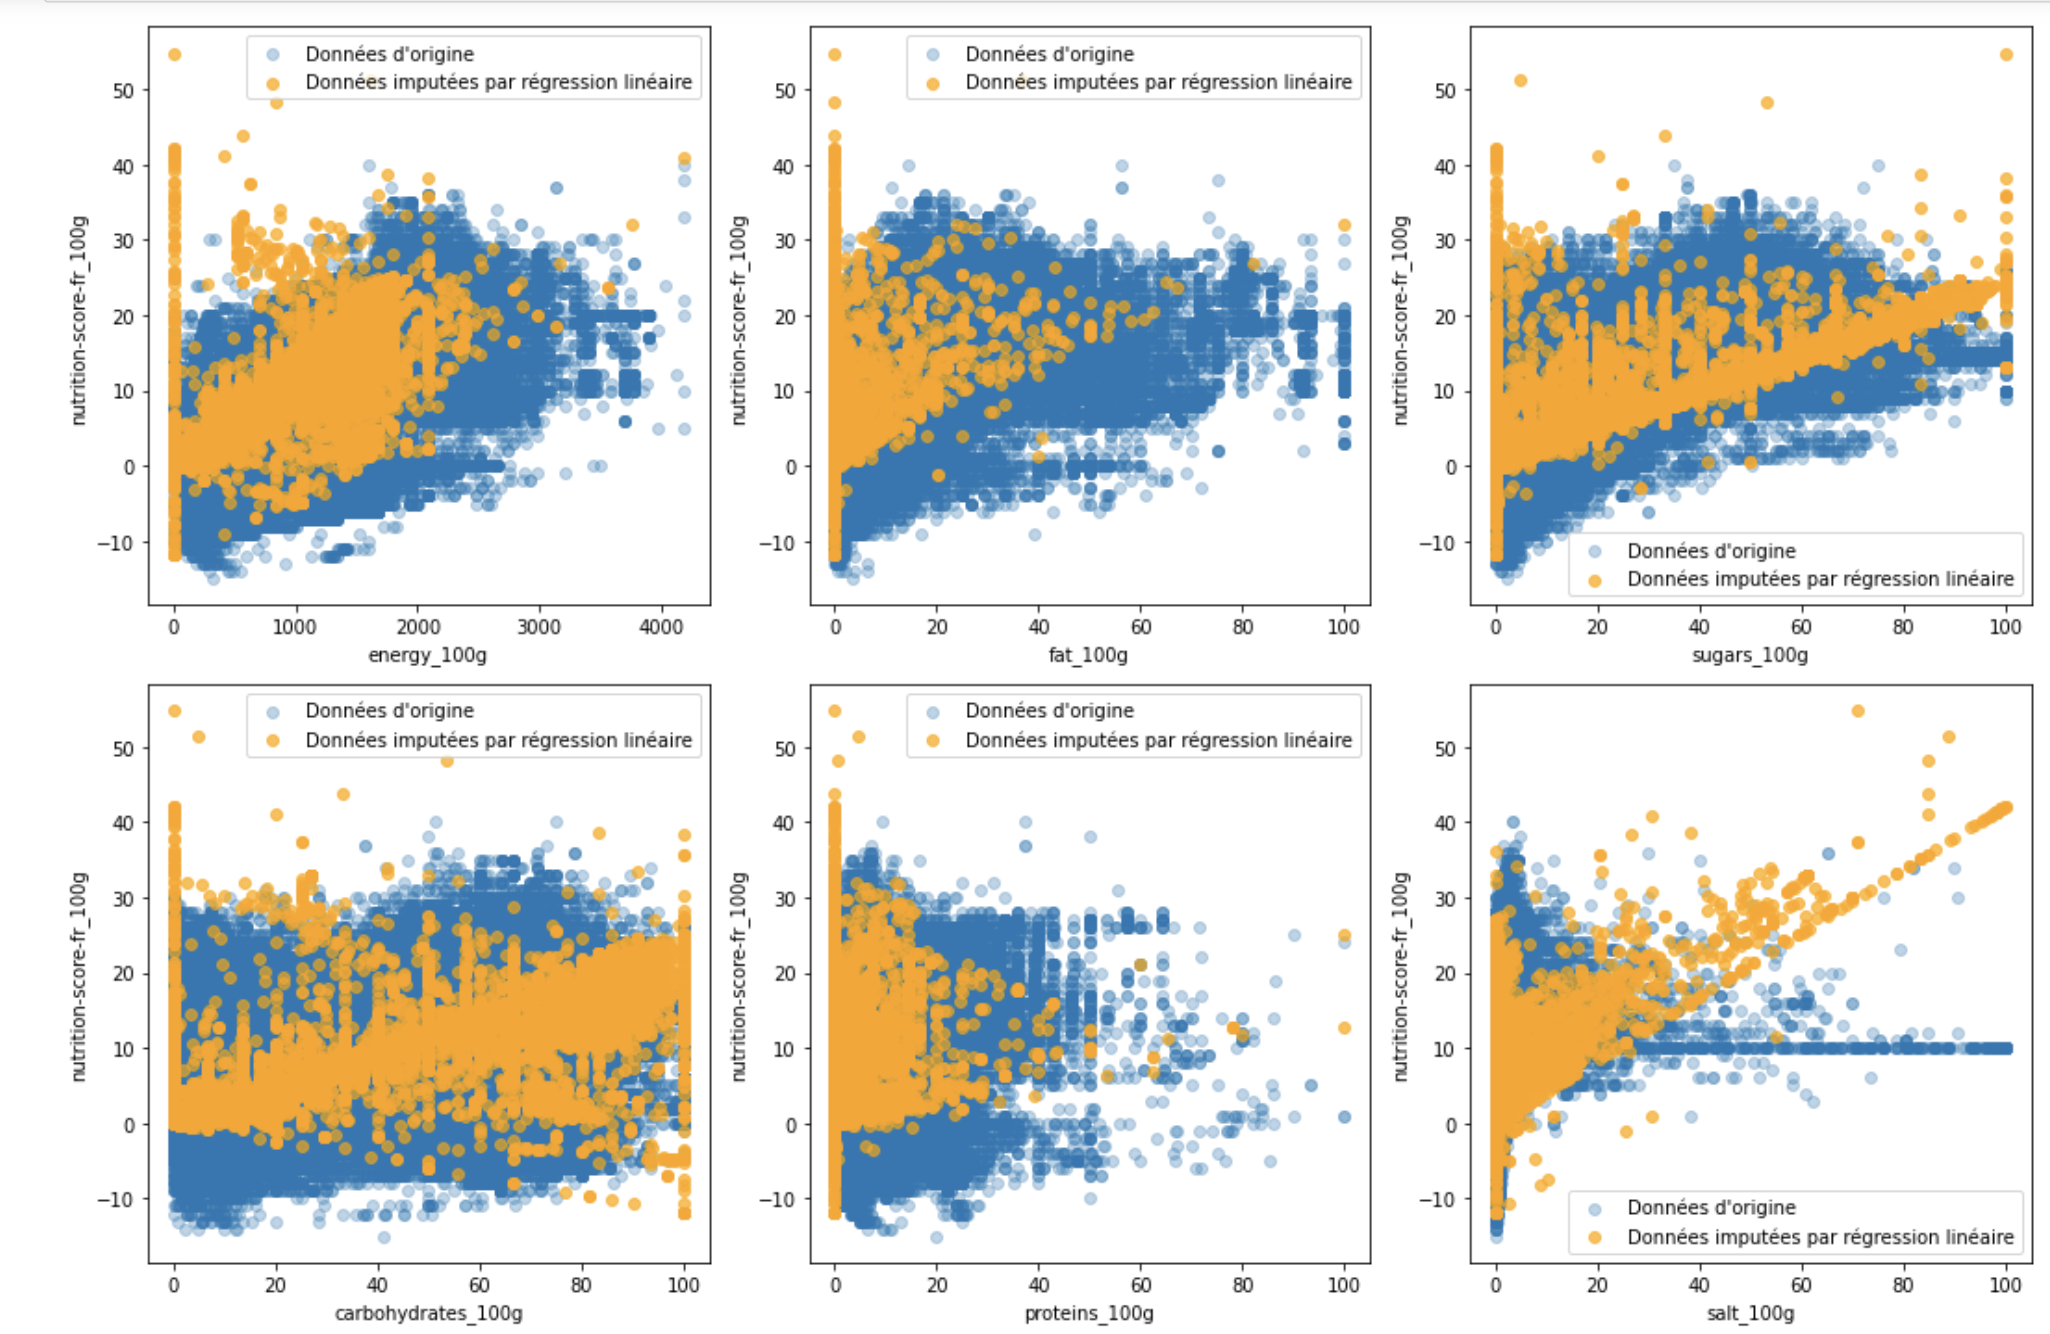 Données d'origine
Données imputées par régression linéaire
50
40
30
20
10
0
−10
nutrition-score-fr_100g
0 1000 2000 3000 4000
energy_100g
Données d'origine
Données imputées par régression linéaire
50
40
30
20
10
0
−10
nutrition-score-fr_100g
0 20 40 60 80 100
fat_100g
50
40
30
20
10
0
−10
nutrition-score-fr_100g
Données d'origine
Données imputées par régression linéaire
0 20 40 60 80 100
sugars_100g
Données d'origine
Données imputées par régression linéaire
50
40
30
20
10
0
−10
nutrition-score-fr_100g
0 20 40 60 80 100
carbohydrates_100g
Données d'origine
Données imputées par régression linéaire
50
40
30
20
10
0
−10
nutrition-score-fr_100g
0 20 40 60 80 100
proteins_100g
50
40
30
20
10
0
−10
nutrition-score-fr_100g
Données d'origine
Données imputées par régression linéaire
0 20 40 60 80 100
salt_100g